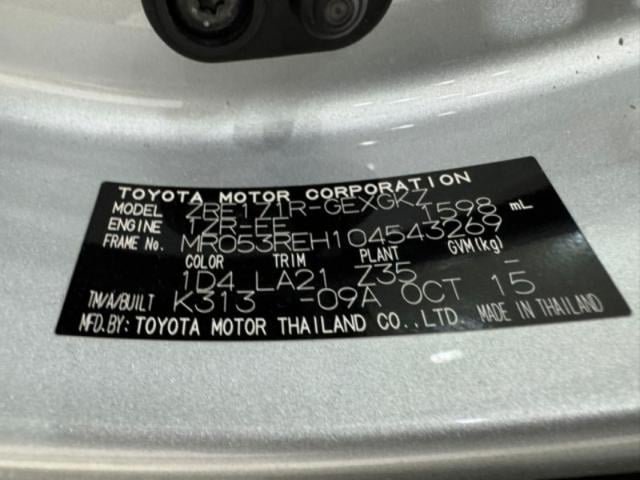 TOYOTA MOTOR CORPORATION
MODEL ZRE171R-GEXGKZ
ENGINE 1ZR-FE 1598 mL
FRAME No. MR053REH104543269
COLOR TRIM PLANT GVM(kg)
1D4 LA21 Z35 -
TM/A/BUILT K313 -09A OCT 15
MFD.BY: TOYOTA MOTOR THAILAND CO.,LTD. MADE IN THAILAND